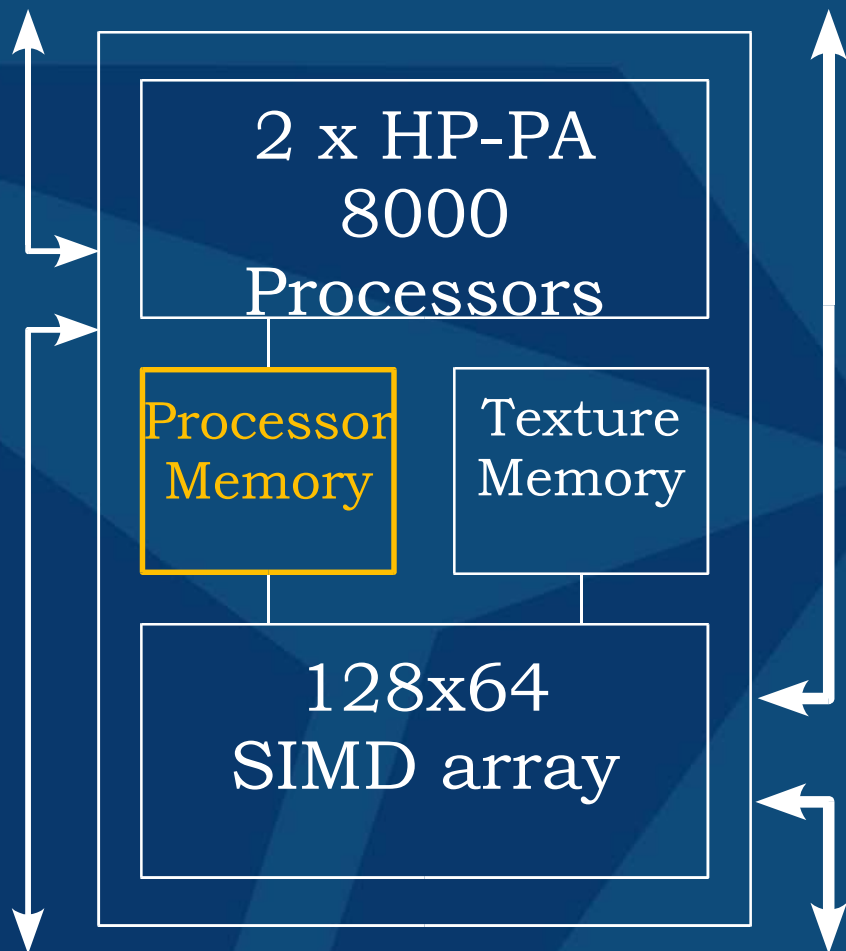 2 x HP-PA
8000
Processors
Processor
Memory
Texture
Memory
128x64
SIMD array